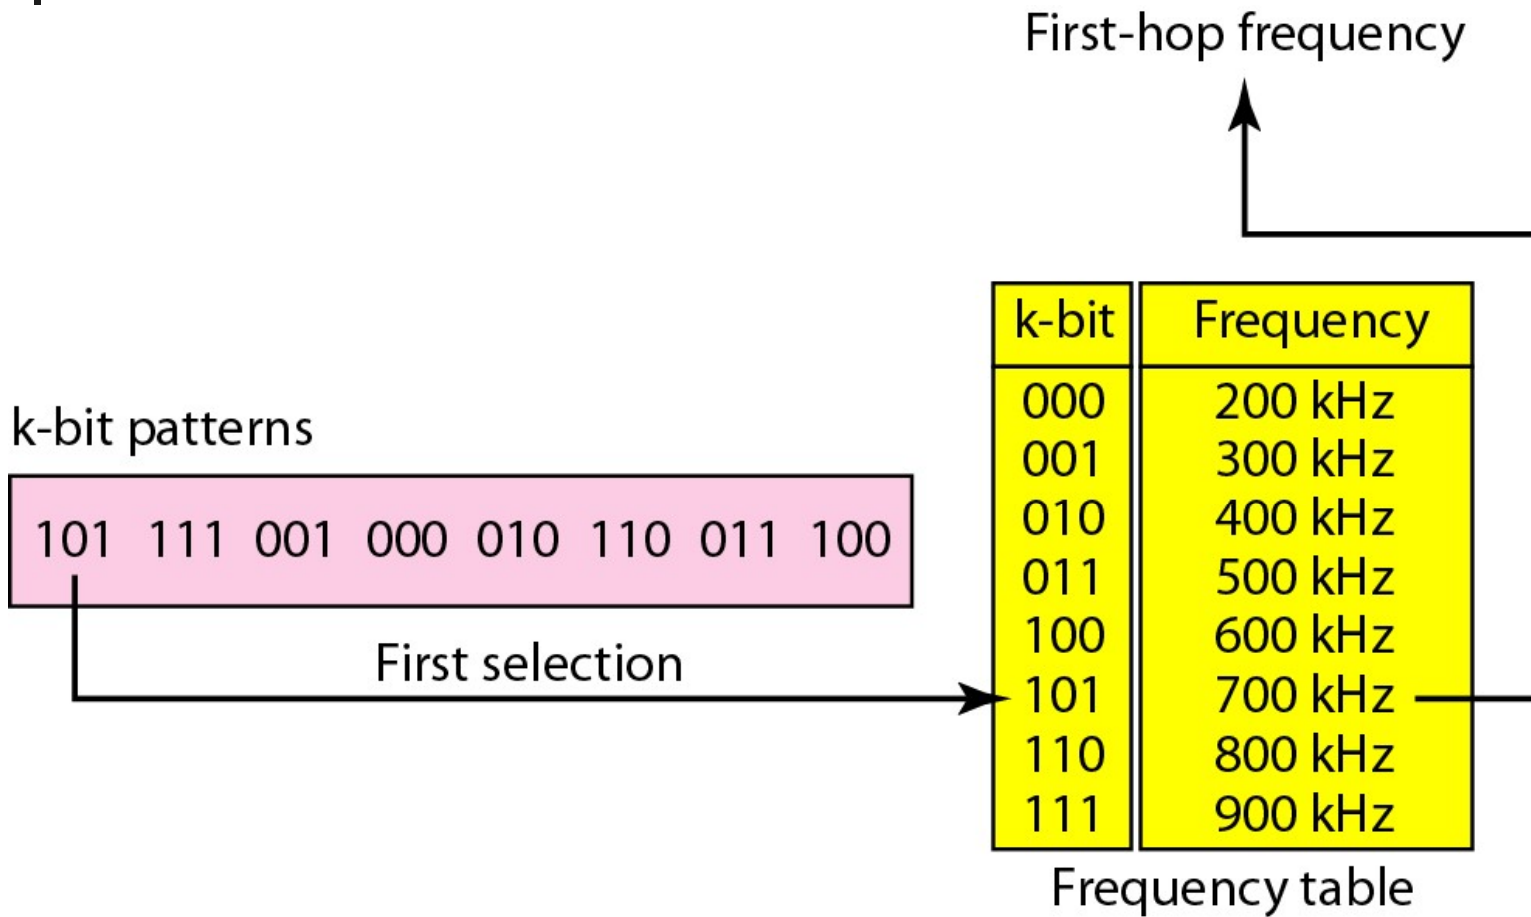 First-hop frequency
k-bit patterns
101 111 001 000 010 110 011 100
First selection
k-bit Frequency
000 200 kHz
001 300 kHz
010 400 kHz
011 500 kHz
100 600 kHz
101 700 kHz
110 800 kHz
111 900 kHz
Frequency table